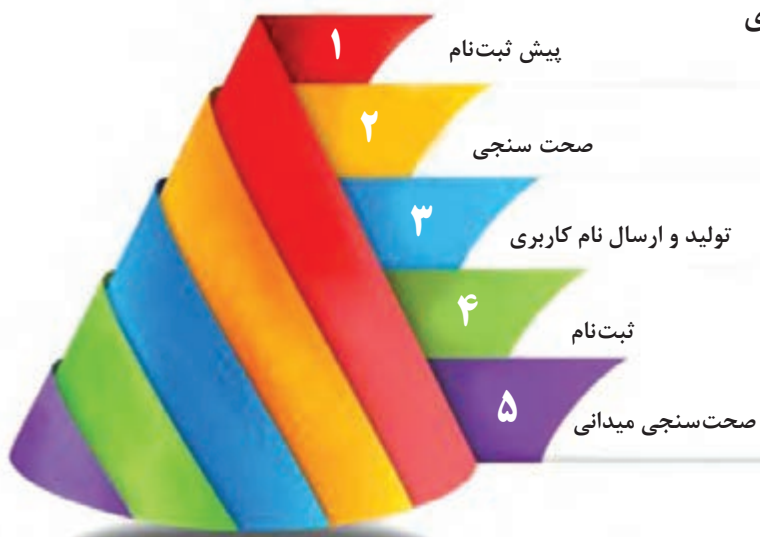 ۱
پیش ثبت‌نام
۲
صحت سنجی
۳
تولید و ارسال نام کاربری
۴
ثبت‌نام
۵
صحت‌سنجی میدانی